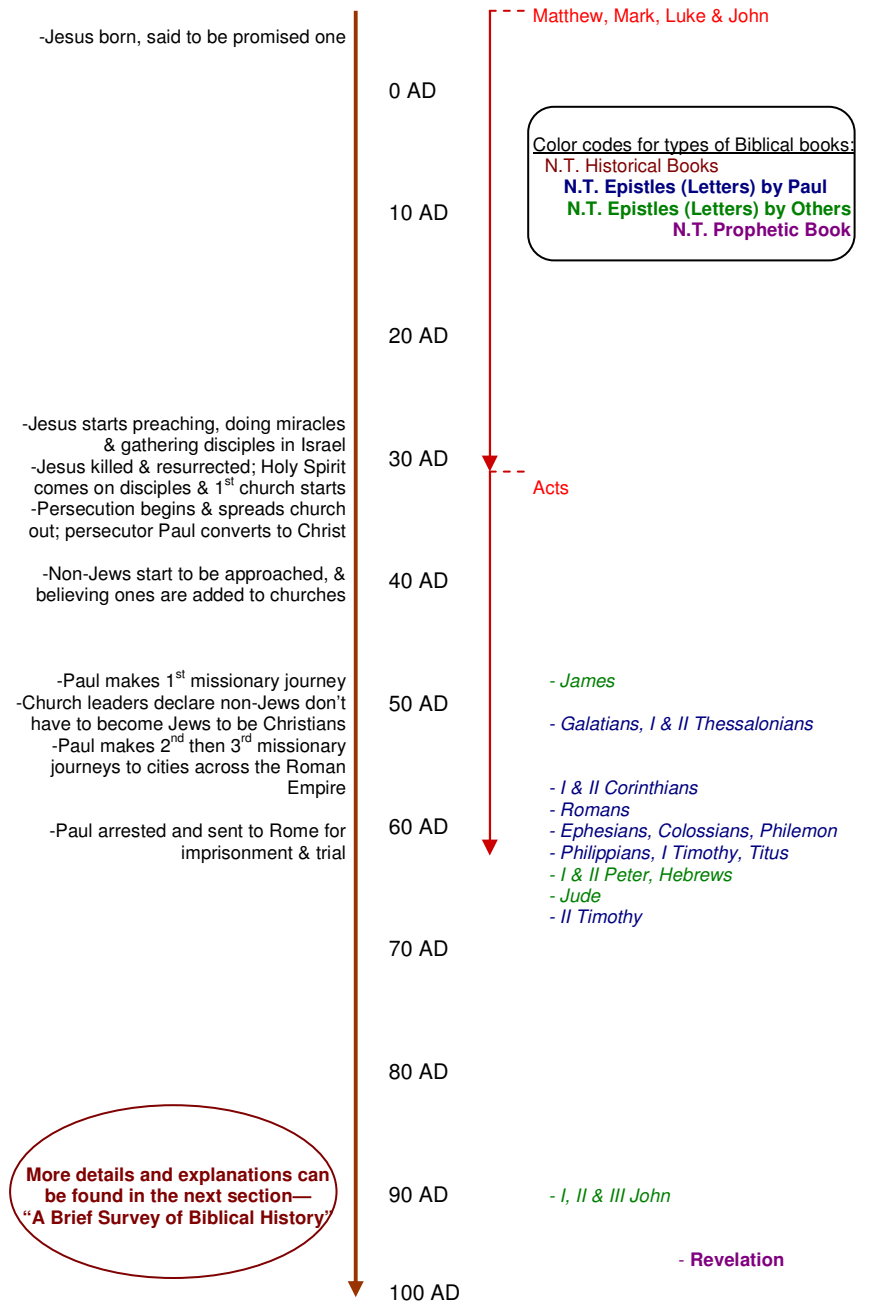 Matthew, Mark, Luke & John
-Jesus born, said to be promised one
0 AD
Color codes for types of Biblical books:
N.T. Historical Books
N.T. Epistles (Letters) by Paul
N.T. Epistles (Letters) by Others
N.T. Prophetic Book
10 AD
20 AD
-Jesus starts preaching, doing miracles
& gathering disciples in Israel
30 AD
-Jesus killed & resurrected; Holy Spirit
comes on disciples & 1st church starts
Acts
-Persecution begins & spreads church
out; persecutor Paul converts to Christ
-Non-Jews start to be approached, &
believing ones are added to churches
40 AD
-Paul makes 1st missionary journey
- James
-Church leaders declare non-Jews don't
have to become Jews to be Christians
50 AD
- Galatians, I & II Thessalonians
-Paul makes 2nd then 3rd missionary
journeys to cities across the Roman
Empire
- I & II Corinthians
- Romans
-Paul arrested and sent to Rome for
imprisonment & trial
60 AD
- Ephesians, Colossians, Philemon
- Philippians, I Timothy, Titus
- I & II Peter, Hebrews
- Jude
- II Timothy
70 AD
80 AD
More details and explanations can
be found in the next section—
“A Brief Survey of Biblical History”
90 AD
- I, II & III John
- Revelation
100 AD